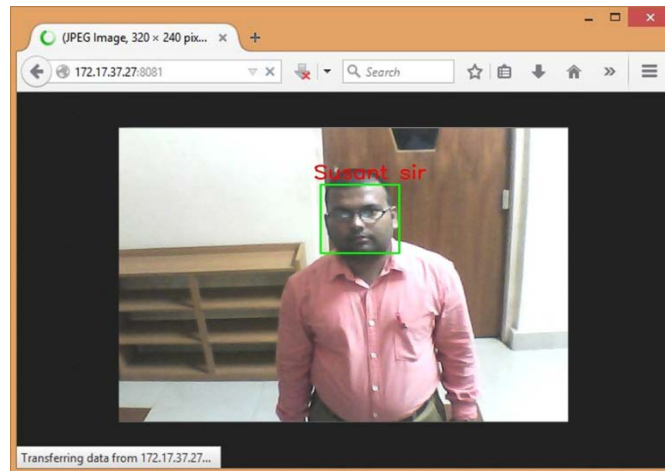 (JPEG Image, 320 × 240 pix...
172.17.37.27:8081
Search
Susant sir
Transferring data from 172.17.37.27...